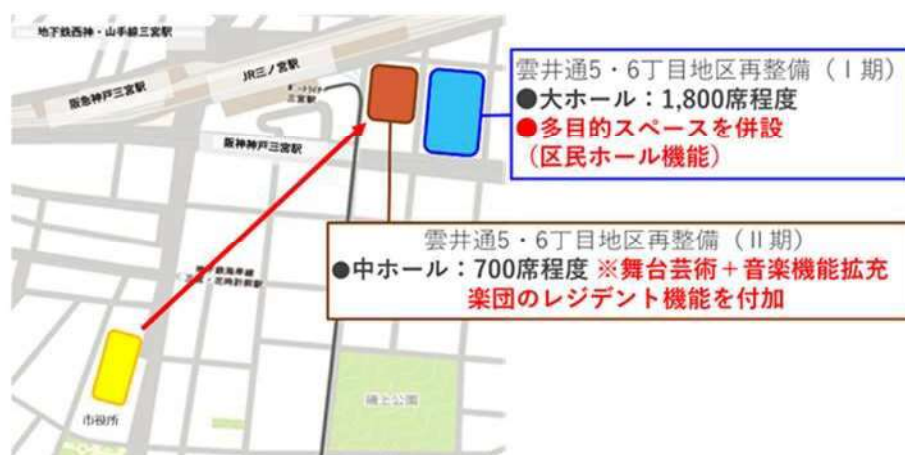 地下鉄西神・山手線三宮駅
JR三ノ宮駅
阪急神戸三宮駅
三宮駅
阪神神戸三宮駅
雲井通5・6丁目地区再整備（Ⅰ期）
●大ホール：1,800席程度
●多目的スペースを併設
（区民ホール機能）
雲井通5・6丁目地区再整備（Ⅱ期）
●中ホール：700席程度 ※舞台芸術＋音楽機能拡充
楽団のレジデント機能を付加
市役所
磯上公園